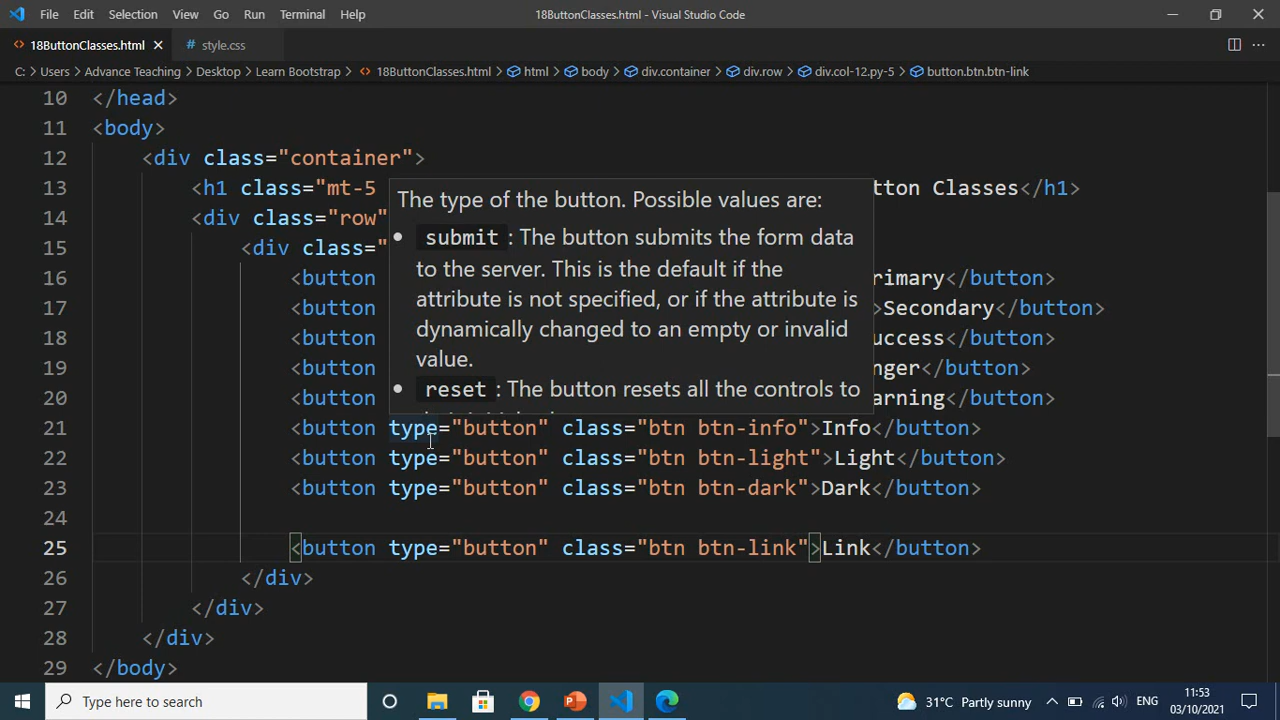 File Edit Selection View Go Run Terminal Help 18ButtonClasses.html - Visual Studio Code
18ButtonClasses.html # style.css
C: > Users > Advance Teaching > Desktop > Learn Bootstrap > 18ButtonClasses.html > html > body > div.container > div.row > div.col-12.py-5 > button.btn.btn-link
10 </head>
11 <body>
12 <div class="container">
13 <h1 class="mt-5 tton Classes</h1>
14 <div class="row"
15 <div class="
16 <button rimary</button>
17 <button >Secondary</button>
18 <button uccess</button>
19 <button nger</button>
20 <button arning</button>
The type of the button. Possible values are:
• submit: The button submits the form data
to the server. This is the default if the
attribute is not specified, or if the attribute is
dynamically changed to an empty or invalid
value.
• reset: The button resets all the controls to
21 <button type="button" class="btn btn-info">Info</button>
22 <button type="button" class="btn btn-light">Light</button>
23 <button type="button" class="btn btn-dark">Dark</button>
24
25 <button type="button" class="btn btn-link">Link</button>
26 </div>
27 </div>
28 </div>
29 </body>
Type here to search 31°C Partly sunny ENG 11:53
03/10/2021